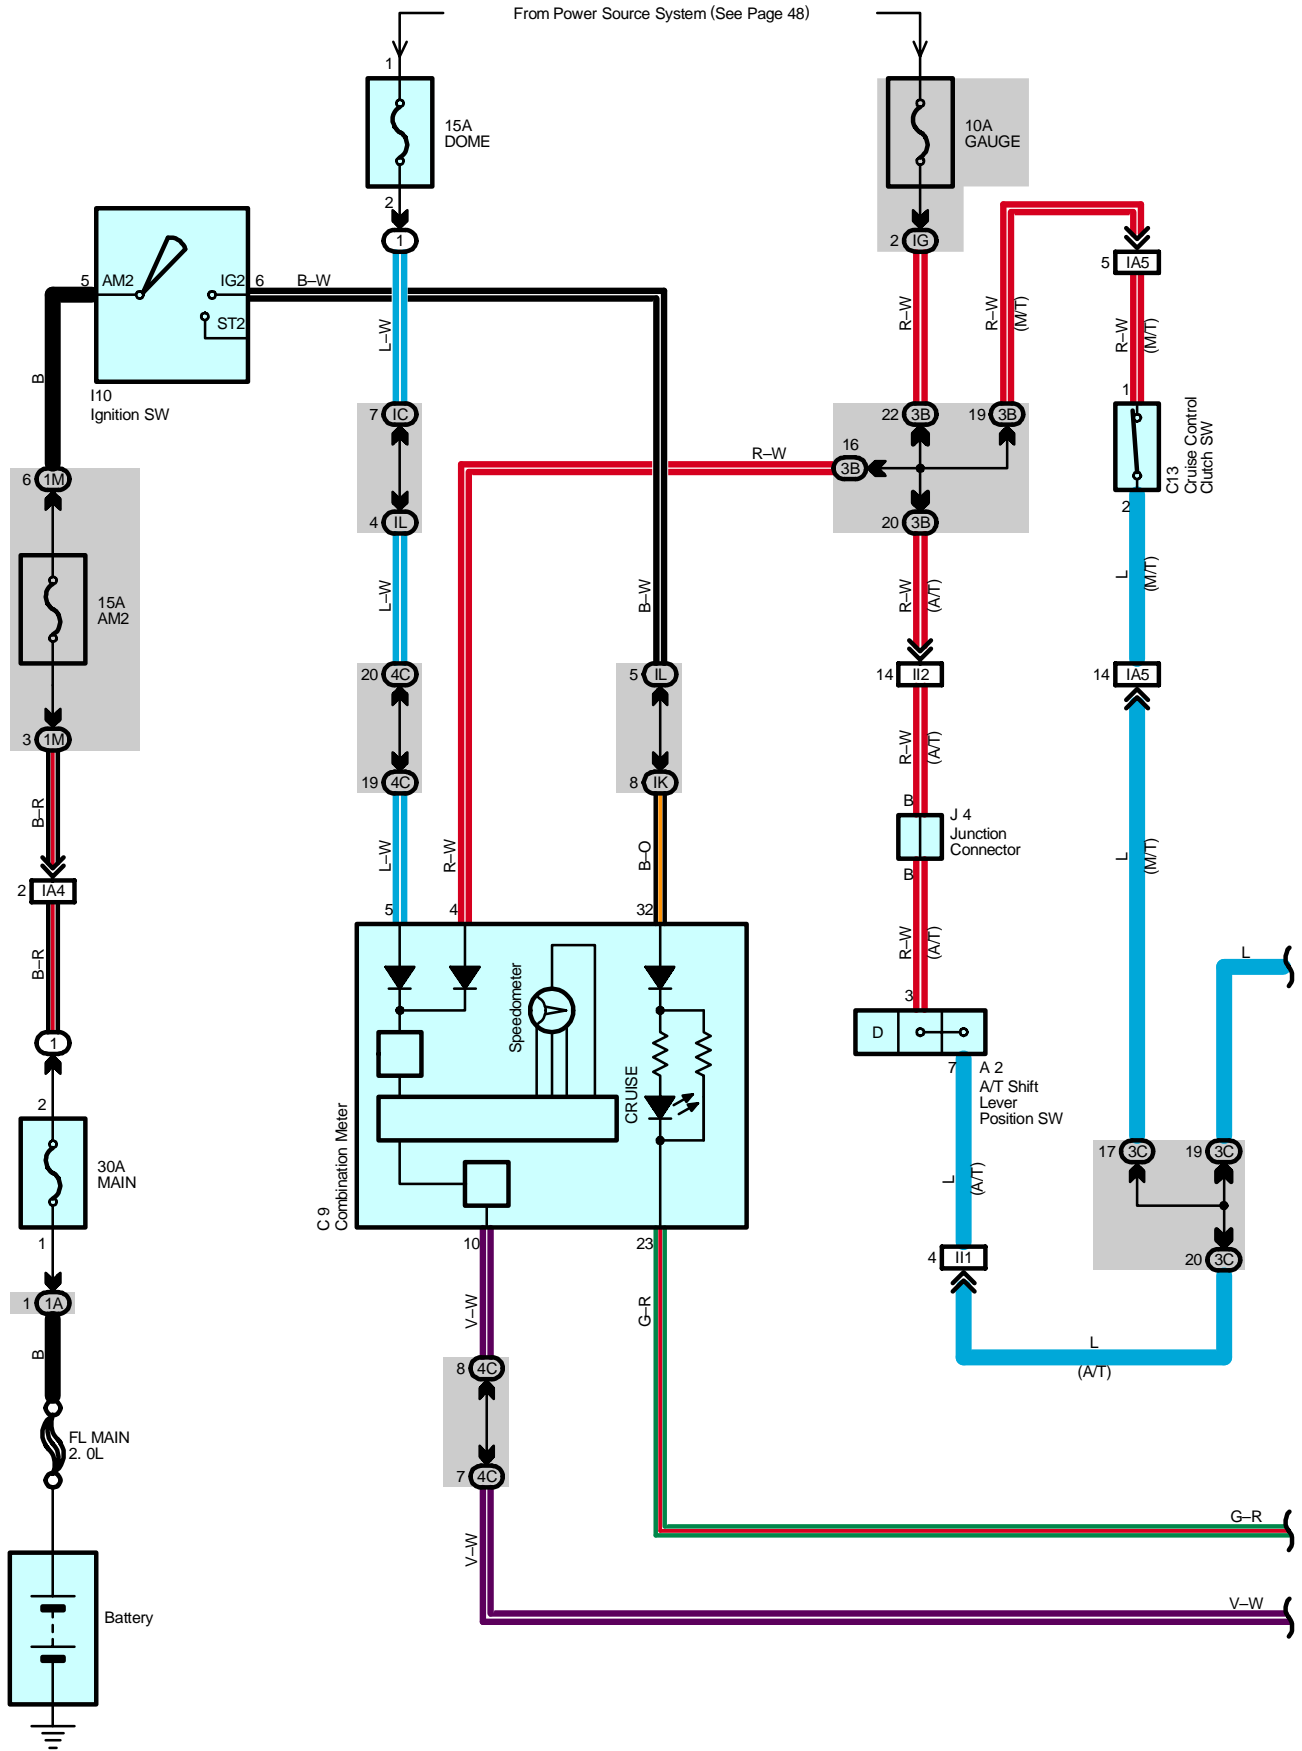 From Power Source System (See Page 48)
1
15A
DOME
2
1
10A
GAUGE
2 IG
5 IA5
5 AM2
IG2 6
ST2
B–W
I10
Ignition SW
B
L–W
R–W
R–W
(M/T)
R–W
(M/T)
1
7 IC
22 3B
19 3B
16
3B
R–W
C13
Cruise Control
Clutch SW
2
6 1M
4 IL
20 3B
15A
AM2
L–W
B–W
R–W
(A/T)
L
(M/T)
20 4C
5 IL
14 II2
14 IA5
3 1M
19 4C
8 IK
R–W
(A/T)
B–R
B
J 4
Junction
Connector
B
L–W
R–W
B–O
L
(M/T)
2 IA4
5
4
32
B–R
R–W
(A/T)
L
Speedometer
3
D
1
CRUISE
7
A 2
A/T Shift
Lever
Position SW
2
C 9
Combination Meter
30A
MAIN
17 3C
19 3C
L
(A/T)
1
10
23
4 II1
20 3C
1 1A
V–W
G–R
B
L
(A/T)
8 4C
FL MAIN
2. 0L
7 4C
G–R
V–W
Battery
V–W